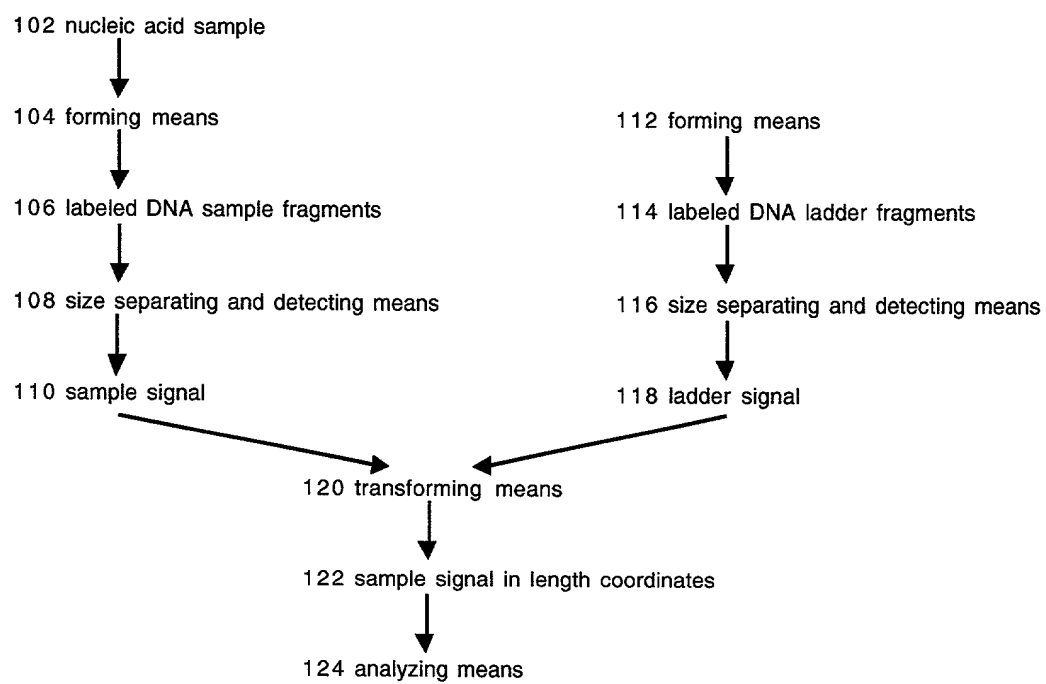 102 nucleic acid sample
104 forming means
112 forming means
106 labeled DNA sample fragments
114 labeled DNA ladder fragments
108 size separating and detecting means
116 size separating and detecting means
110 sample signal
118 ladder signal
120 transforming means
122 sample signal in length coordinates
124 analyzing means